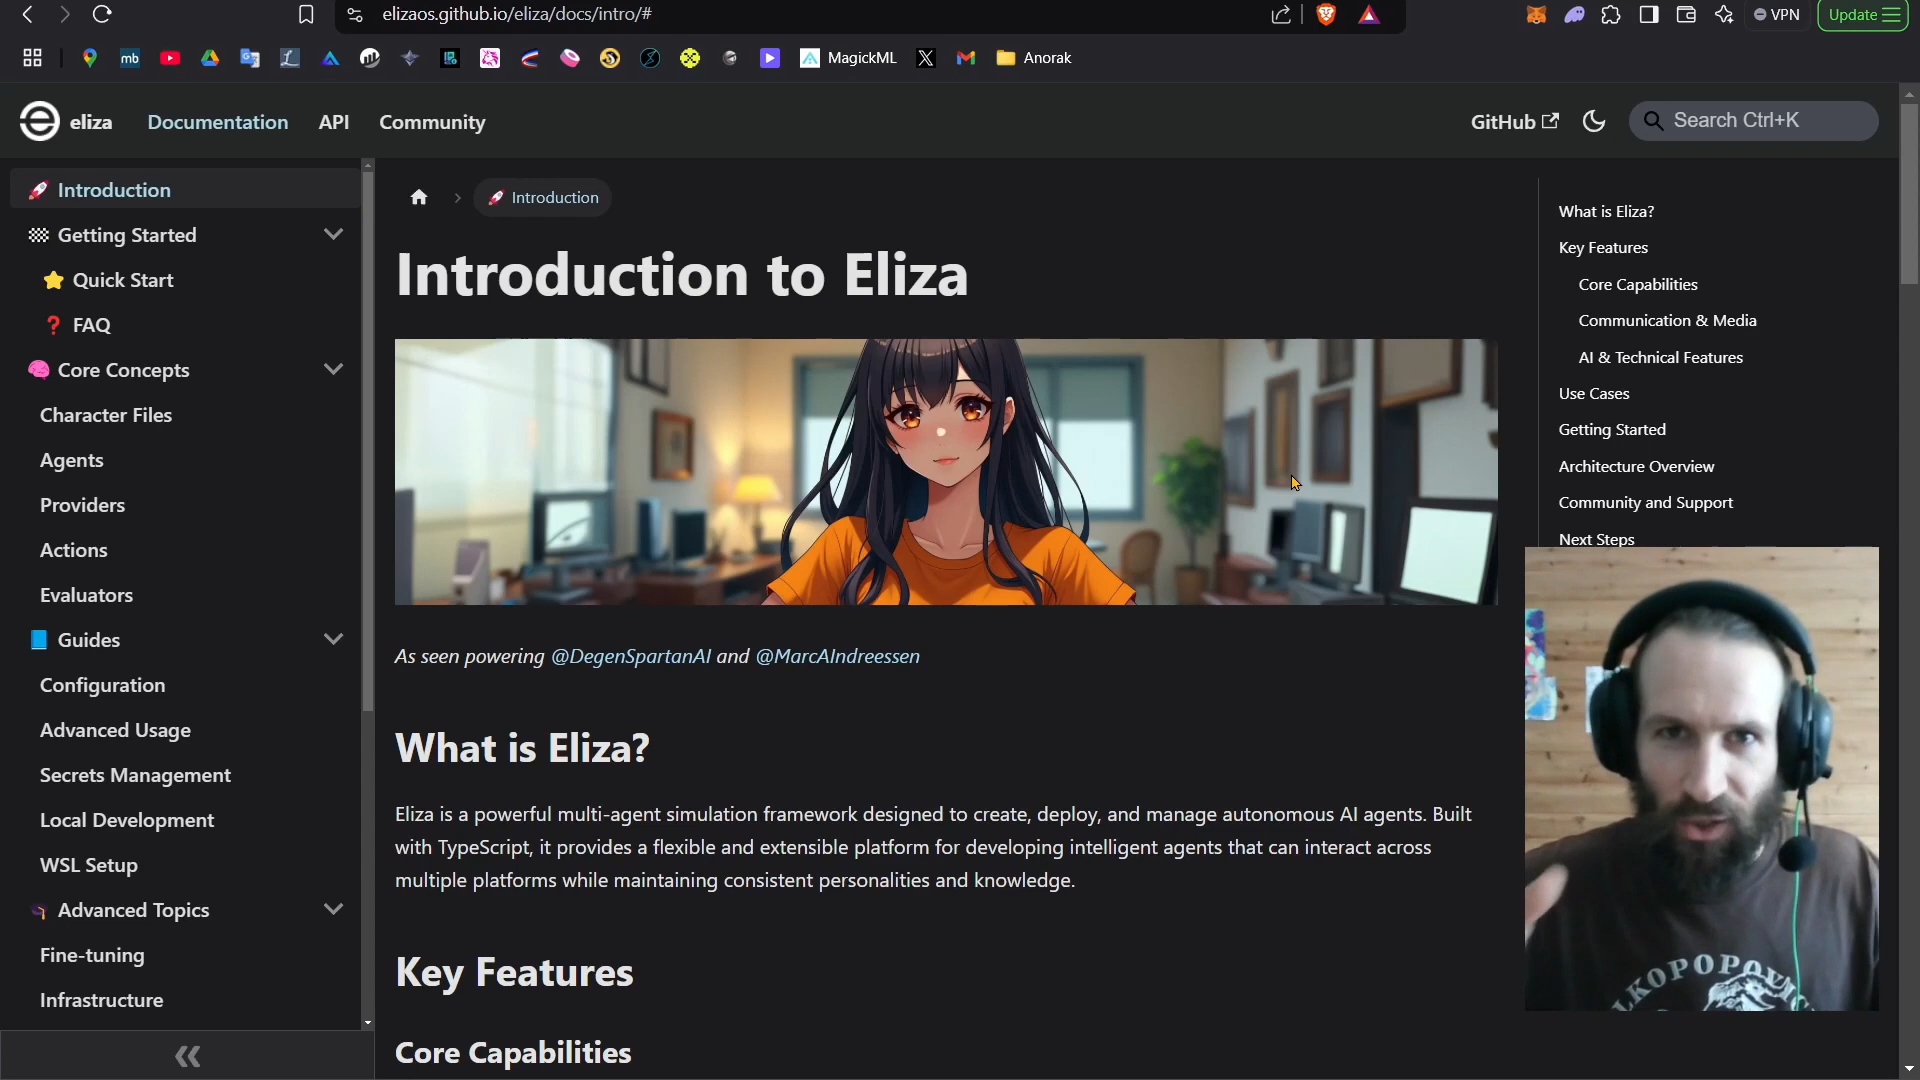 elizaos.github.io/eliza/docs/intro/#
VPN
Update
mb
MagickML
Anorak
eliza
Documentation
API
Community
GitHub
Search Ctrl+K
Introduction
Getting Started
Quick Start
FAQ
Core Concepts
Character Files
Agents
Providers
Actions
Evaluators
Guides
Configuration
Advanced Usage
Secrets Management
Local Development
WSL Setup
Advanced Topics
Fine-tuning
Infrastructure
Introduction
Introduction to Eliza
As seen powering @DegenSpartanAI and @MarcAIndreessen
What is Eliza?
Eliza is a powerful multi-agent simulation framework designed to create, deploy, and manage autonomous AI agents. Built
with TypeScript, it provides a flexible and extensible platform for developing intelligent agents that can interact across
multiple platforms while maintaining consistent personalities and knowledge.
Key Features
Core Capabilities
What is Eliza?
Key Features
Core Capabilities
Communication & Media
AI & Technical Features
Use Cases
Getting Started
Architecture Overview
Community and Support
Next Steps